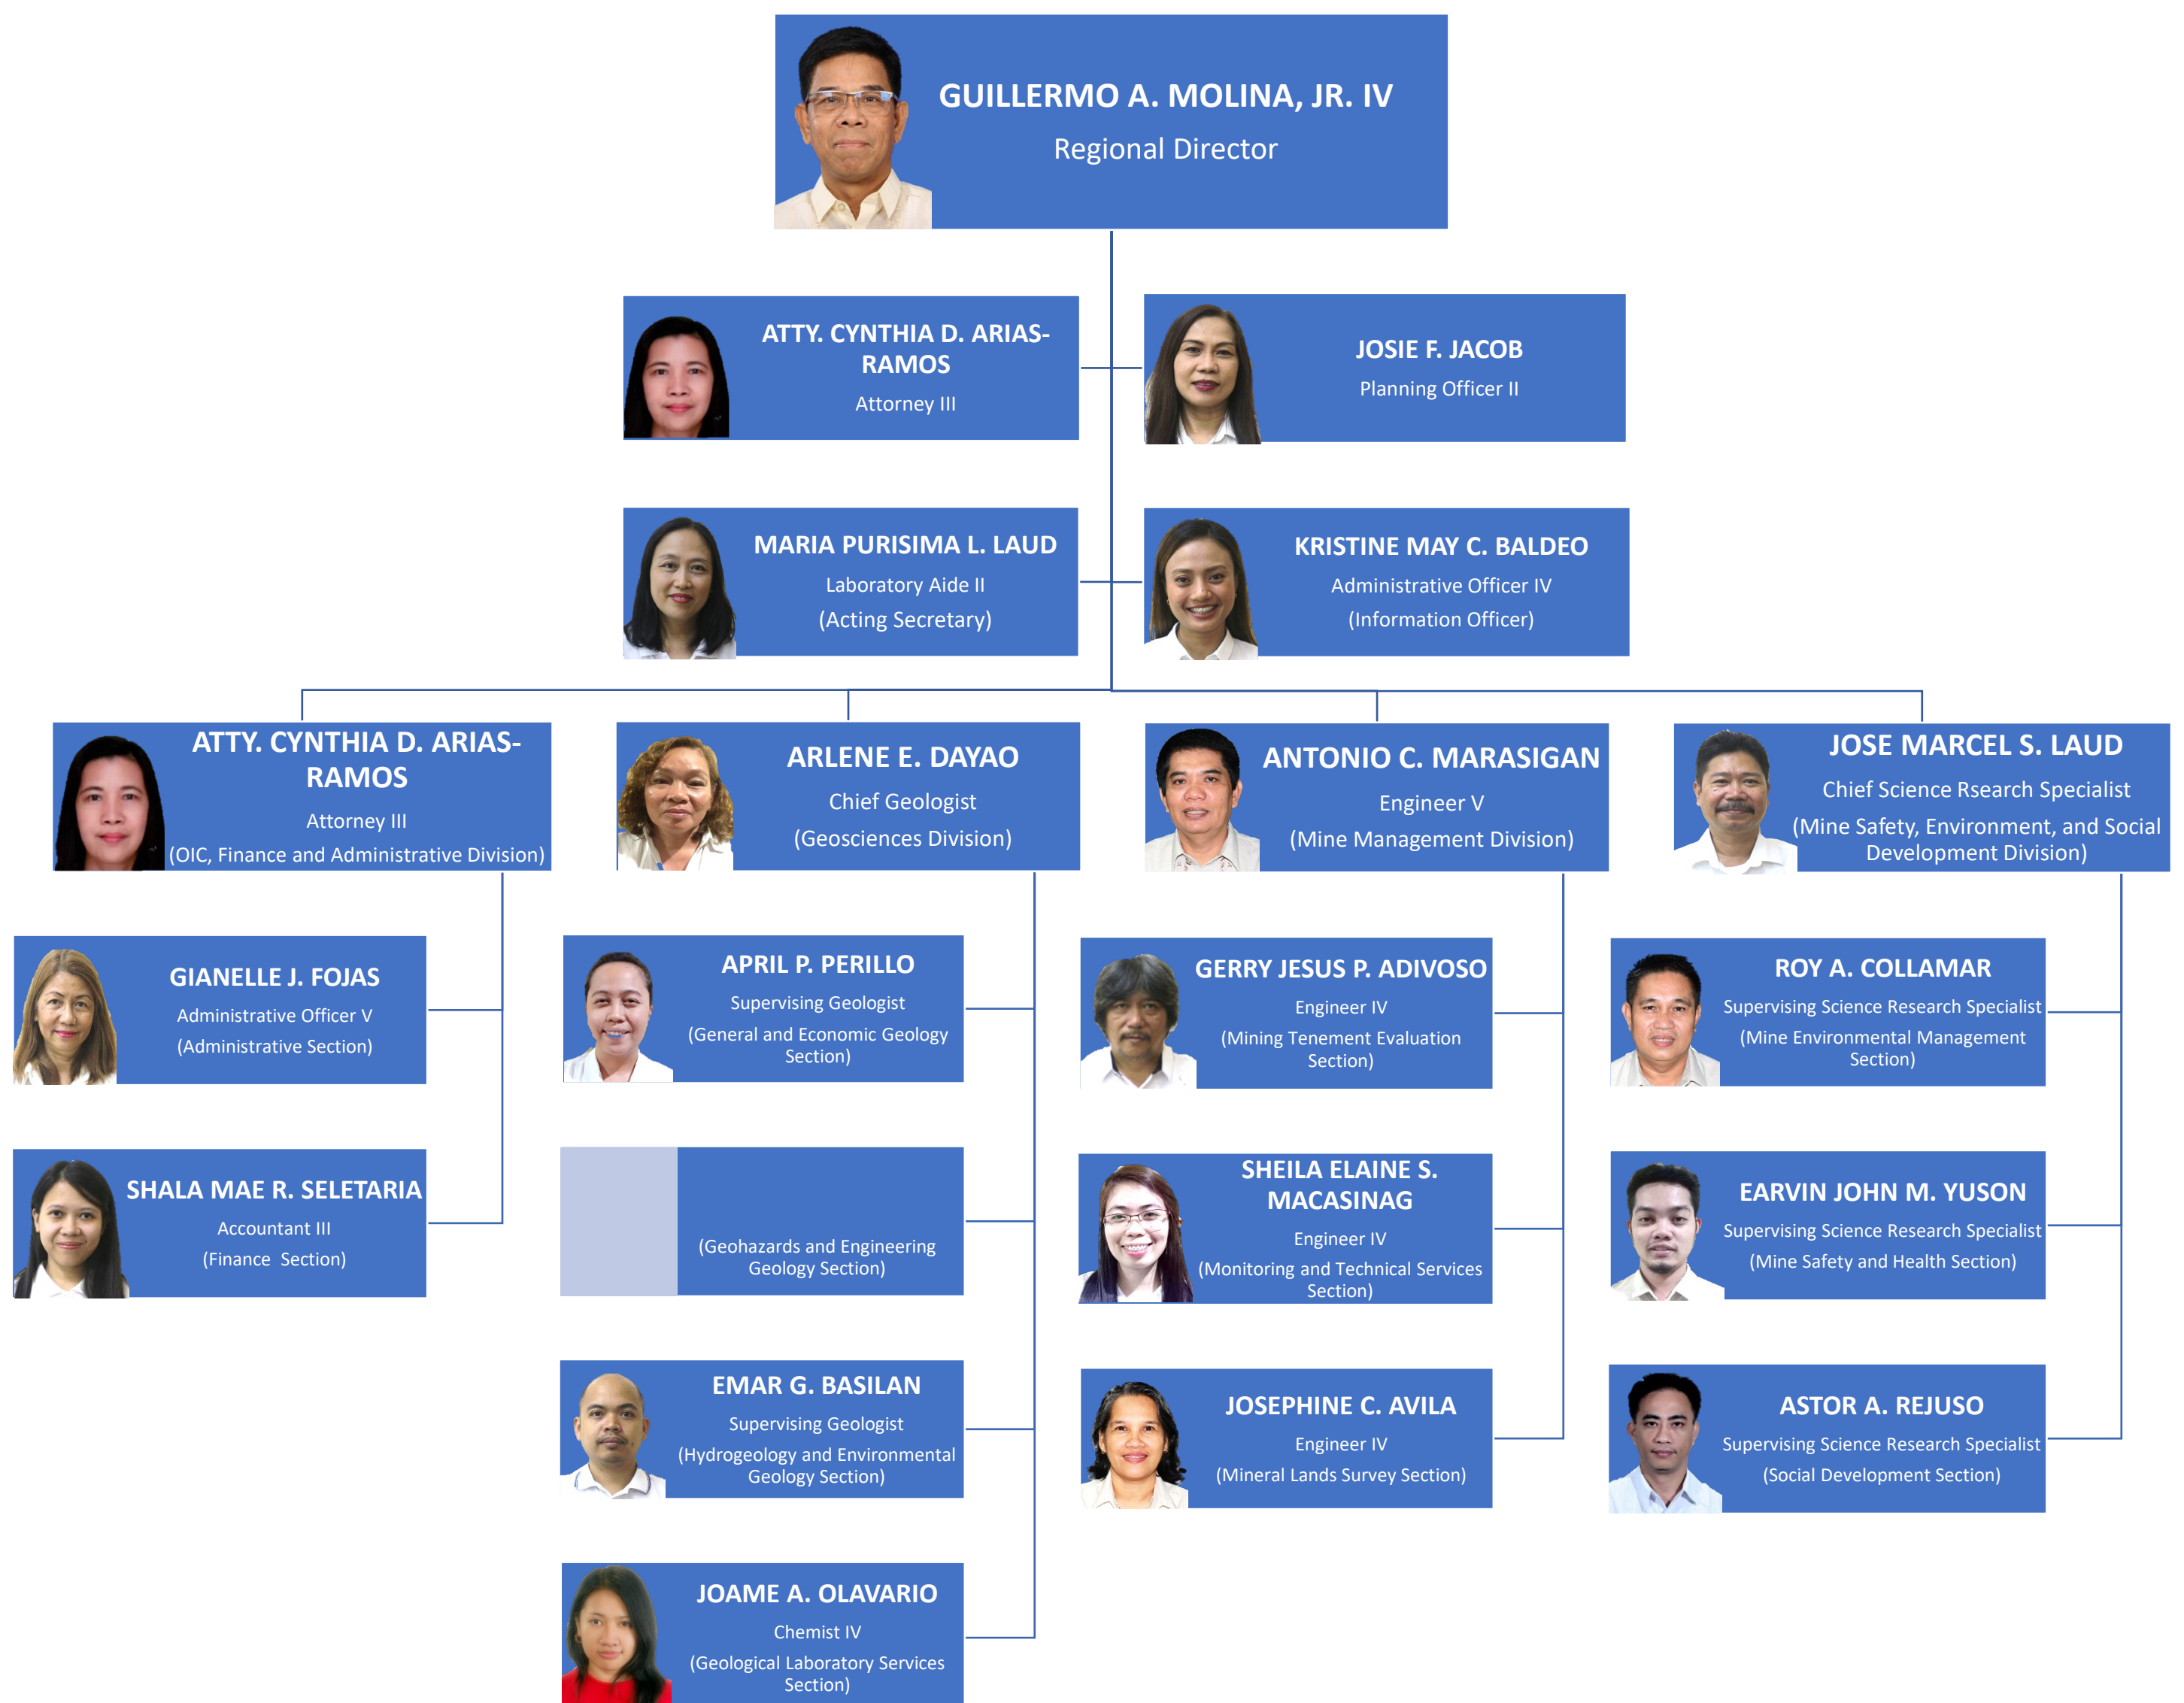 GUILLERMO A. MOLINA, JR. IV
Regional Director
ATTY. CYNTHIA D. ARIAS-
RAMOS
Attorney III
JOSIE F. JACOB
Planning Officer II
MARIA PURISIMA L. LAUD
Laboratory Aide II
(Acting Secretary)
KRISTINE MAY C. BALDEO
Administrative Officer IV
(Information Officer)
ATTY. CYNTHIA D. ARIAS-
RAMOS
Attorney III
(OIC, Finance and Administrative Division)
ARLENE E. DAYAO
Chief Geologist
(Geosciences Division)
ANTONIO C. MARASIGAN
Engineer V
(Mine Management Division)
JOSE MARCEL S. LAUD
Chief Science Rsearch Specialist
(Mine Safety, Environment, and Social
Development Division)
GIANELLE J. FOJAS
Administrative Officer V
(Administrative Section)
APRIL P. PERILLO
Supervising Geologist
(General and Economic Geology
Section)
GERRY JESUS P. ADIVOSO
Engineer IV
(Mining Tenement Evaluation
Section)
ROY A. COLLAMAR
Supervising Science Research Specialist
(Mine Environmental Management
Section)
SHALA MAE R. SELETARIA
Accountant III
(Finance  Section)
(Geohazards and Engineering
Geology Section)
SHEILA ELAINE S.
MACASINAG
Engineer IV
(Monitoring and Technical Services
Section)
EARVIN JOHN M. YUSON
Supervising Science Research Specialist
(Mine Safety and Health Section)
EMAR G. BASILAN
Supervising Geologist
(Hydrogeology and Environmental
Geology Section)
JOSEPHINE C. AVILA
Engineer IV
(Mineral Lands Survey Section)
ASTOR A. REJUSO
Supervising Science Research Specialist
(Social Development Section)
JOAME A. OLAVARIO
Chemist IV
(Geological Laboratory Services
Section)